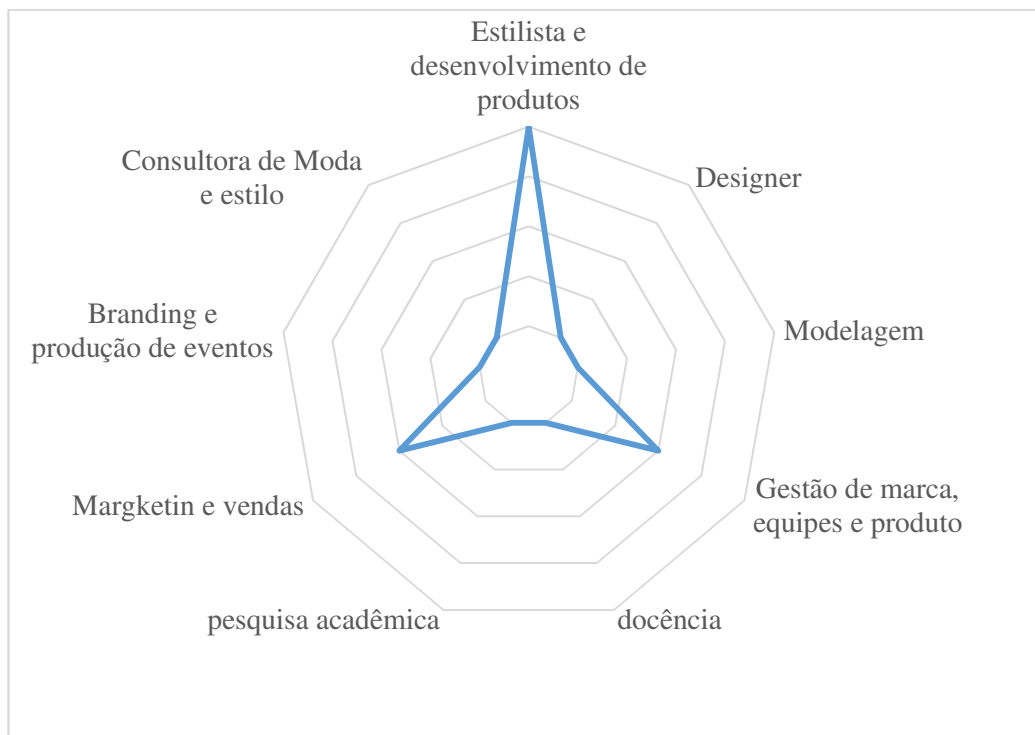 Estilista e
desenvolvimento de
produtos
Designer
Modelagem
Gestão de marca,
equipes e produto
docência
pesquisa acadêmica
Margketin e vendas
Branding e
produção de eventos
Consultora de Moda
e estilo